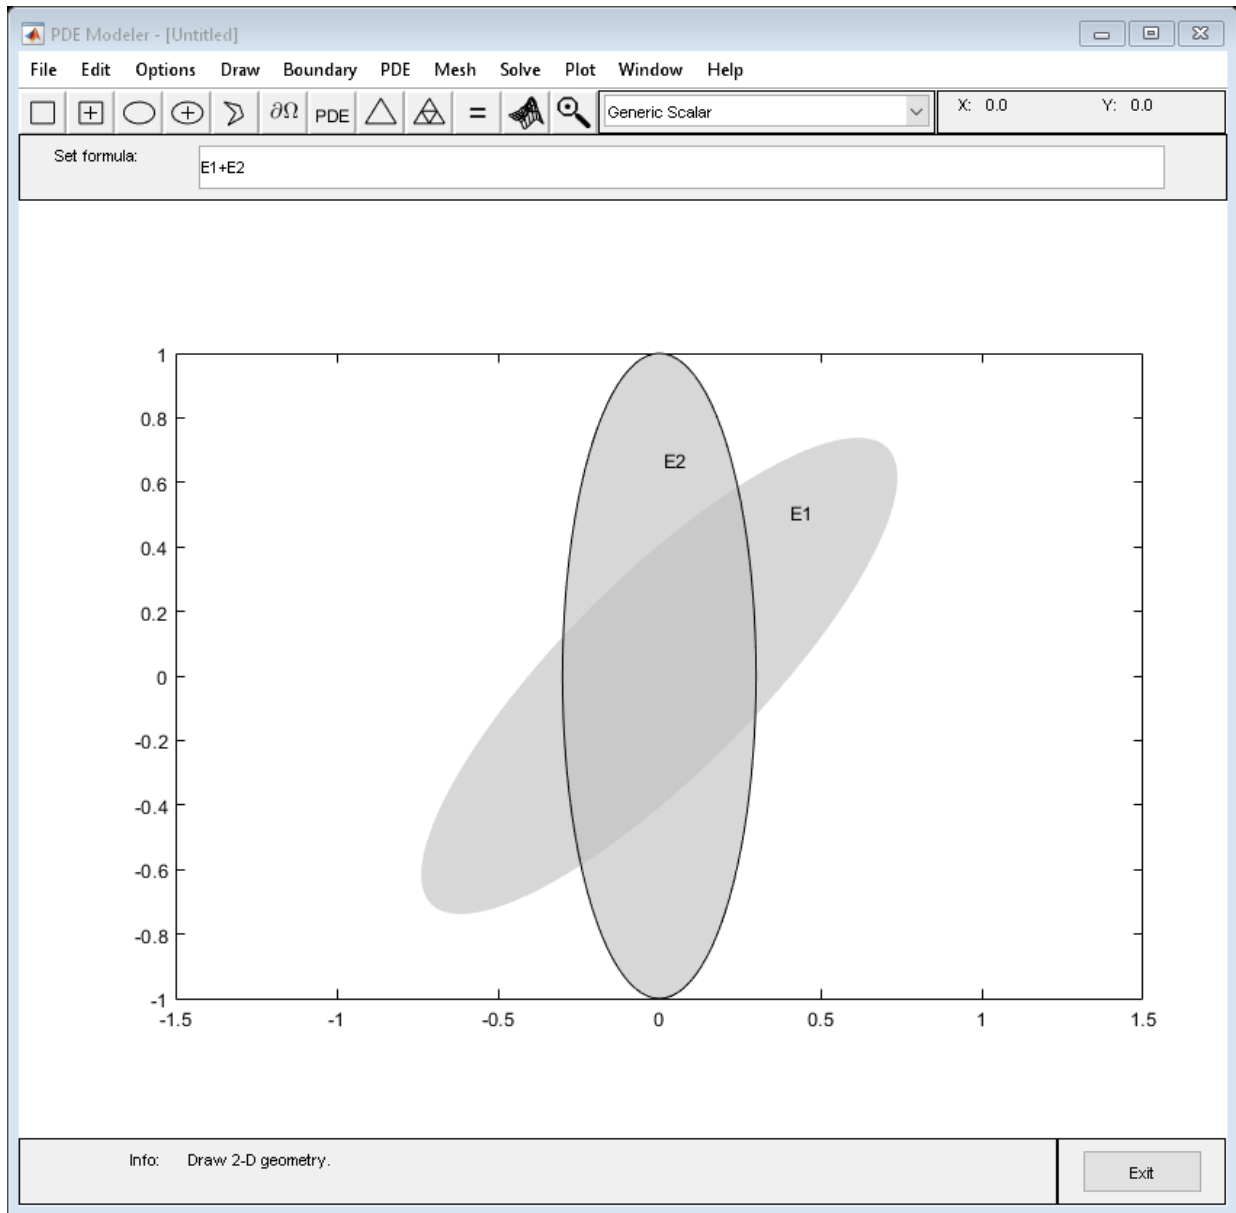 PDE Modeler - [Untitled]
File Edit Options Draw Boundary PDE Mesh Solve Plot Window Help
∂Ω PDE = Generic Scalar X: 0.0 Y: 0.0
Set formula: E1+E2
1
0.8
0.6
0.4
0.2
0
-0.2
-0.4
-0.6
-0.8
-1
E2
E1
-1.5 -1 -0.5 0 0.5 1 1.5
Info: Draw 2-D geometry.
Exit